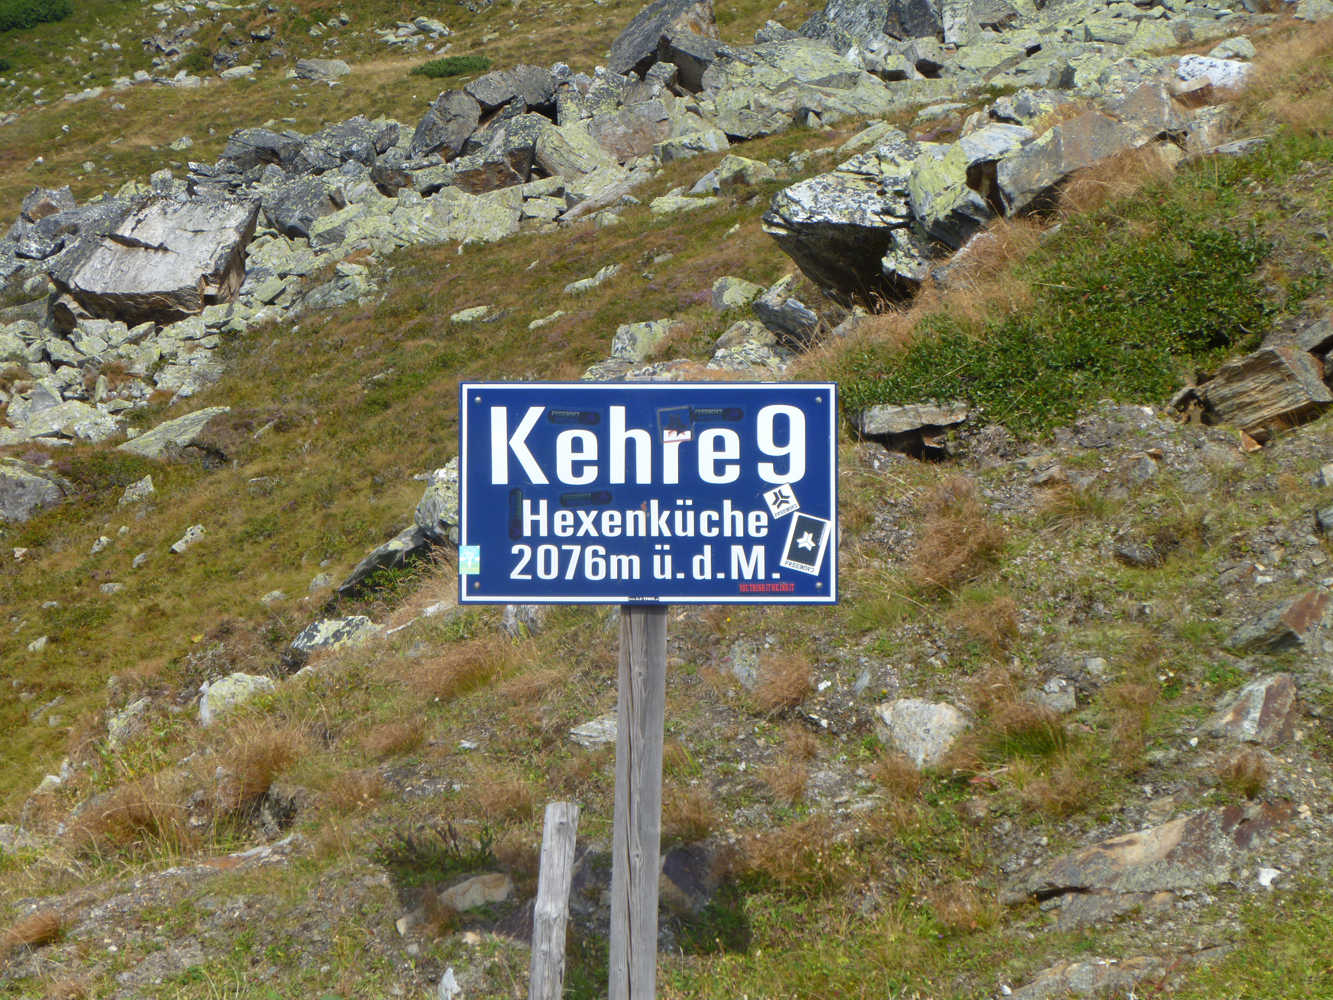 Kehre 9
Hexenküche
2076m ü.d.M.